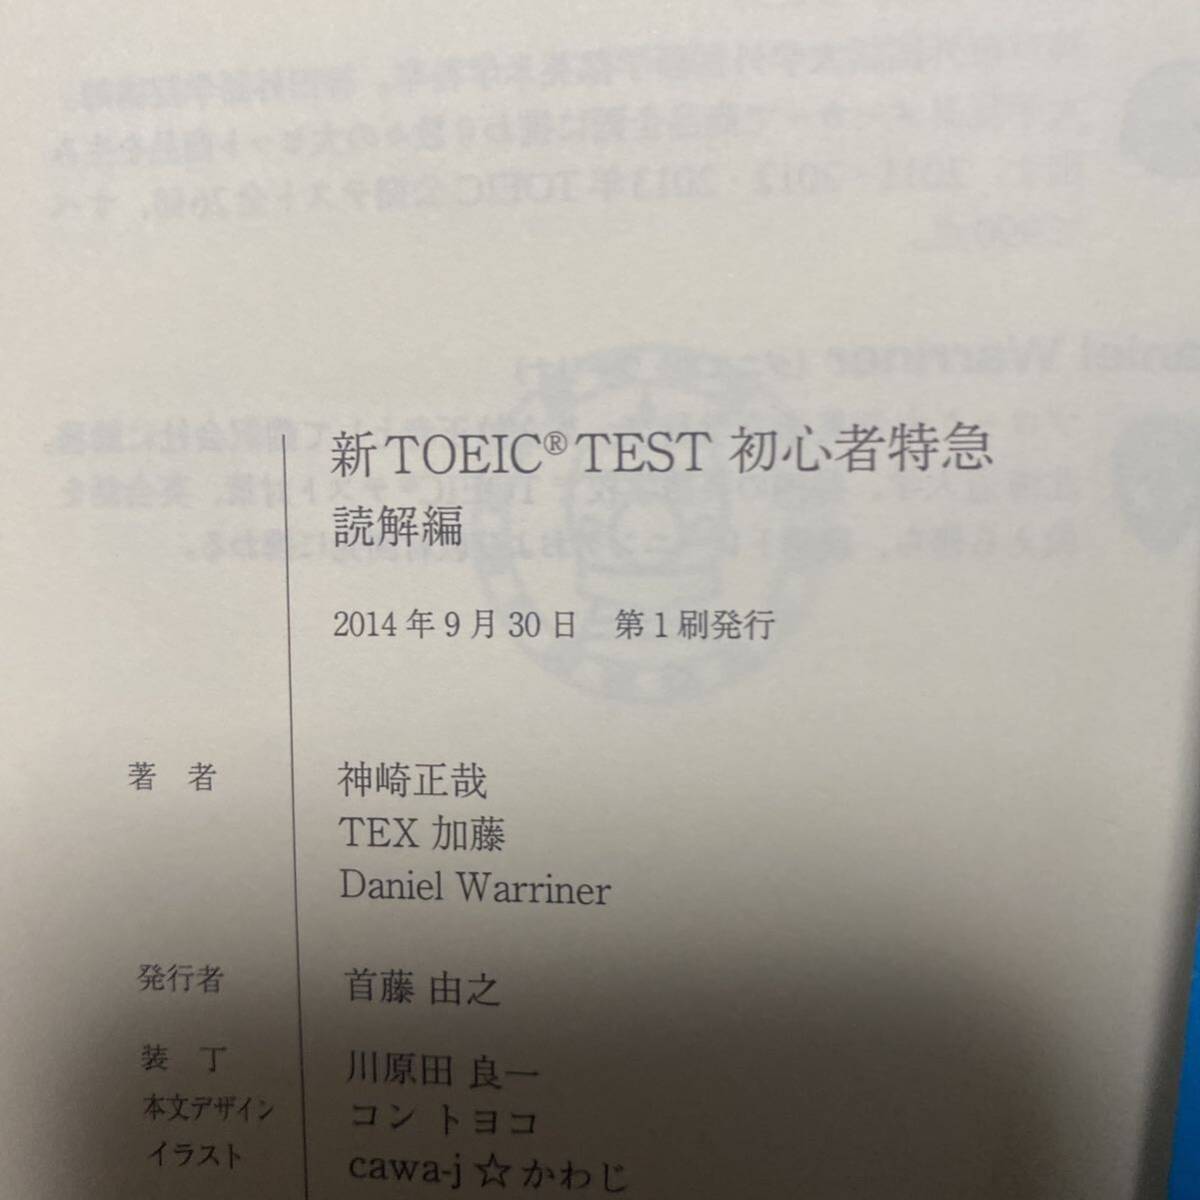 新TOEIC®TEST 初心者特急
読解編
2014年9月30日 第1刷発行
著 者 神崎正哉
TEX 加藤
Daniel Warriner
発行者 首藤 由之
装 丁 川原田 良一
本文デザイン コン トヨコ
イラスト cawa-j☆かわじ